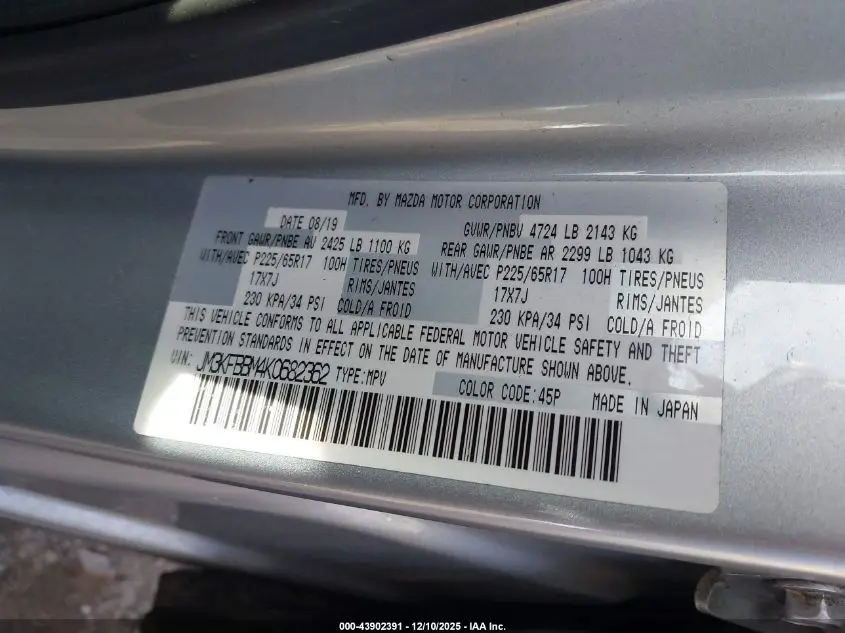 MFD. BY MAZDA MOTOR CORPORATION
DATE 08/19 GVWR/PNBV 4724 LB 2143 KG
FRONT GAWR/PNBE AV 2425 LB 1100 KG REAR GAWR/PNBE AR 2299 LB 1043 KG
WITH/AVEC P225/65R17 100H TIRES/PNEUS WITH/AVEC P225/65R17 100H TIRES/PNEUS
17X7J RIMS/JANTES 17X7J RIMS/JANTES
230 KPA/34 PSI COLD/A FROID 230 KPA/34 PSI COLD/A FROID
THIS VEHICLE CONFORMS TO ALL APPLICABLE FEDERAL MOTOR VEHICLE SAFETY AND THEFT
PREVENTION STANDARDS IN EFFECT ON THE DATE OF MANUFACTURE SHOWN ABOVE.
VIN: JM3KFBBM4K0682362 TYPE:MPV
COLOR CODE:45P MADE IN JAPAN
000-43902391 - 12/10/2025 - IAA Inc.